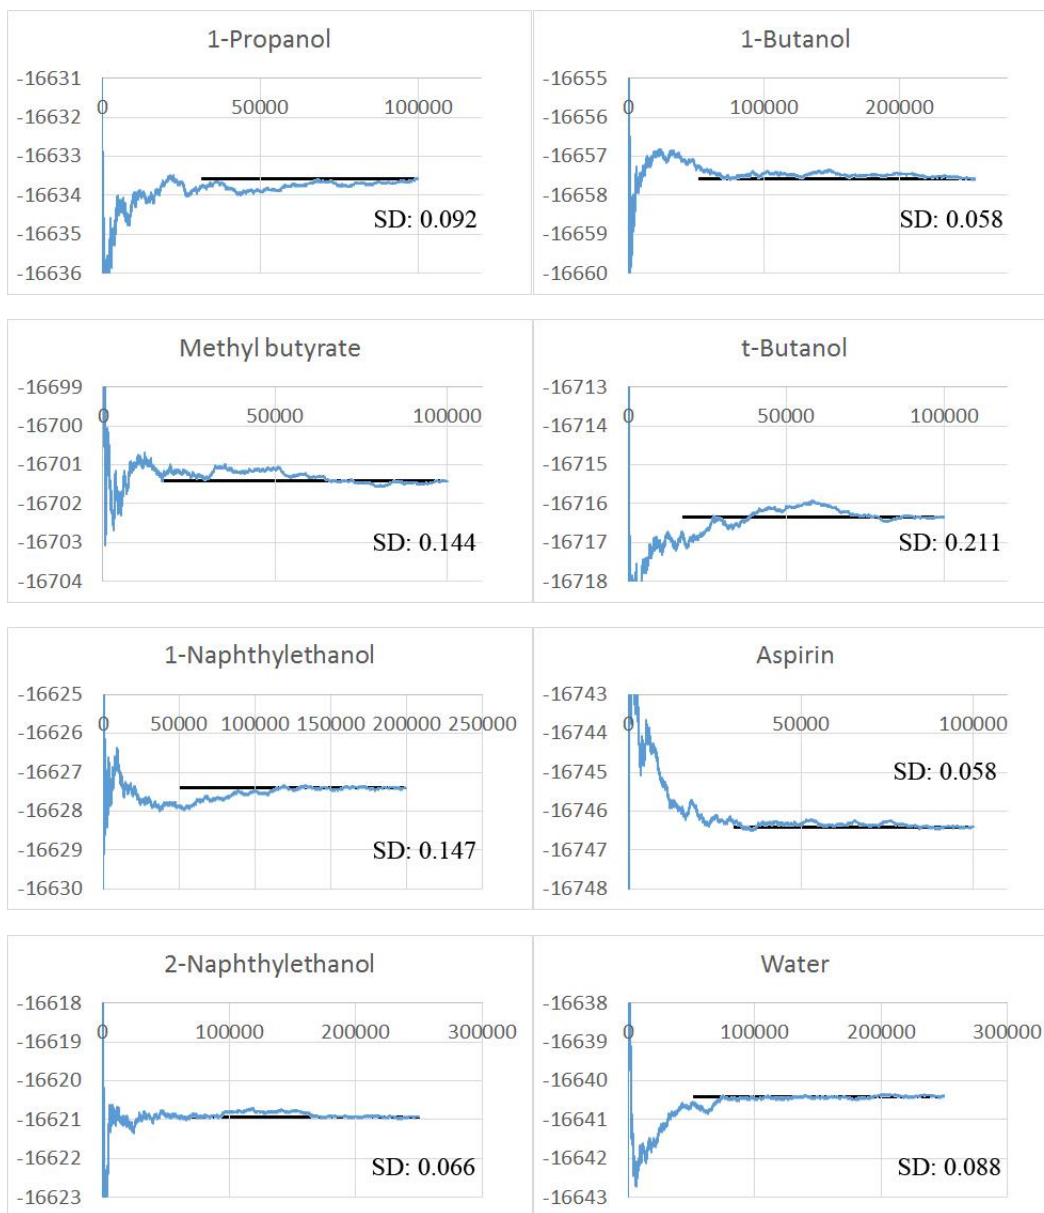 1-Propanol
-16631
0 50000 100000
-16632
-16633
-16634
SD: 0.092
-16635
-16636
1-Butanol
-16655
0 100000 200000
-16656
-16657
-16658
SD: 0.058
-16659
-16660
Methyl butyrate
-16699
0 50000 100000
-16700
-16701
-16702
-16703
SD: 0.144
-16704
t-Butanol
-16713
0 50000 100000
-16714
-16715
-16716
-16717
SD: 0.211
-16718
1-Naphthylethanol
-16625
0 50000 100000 150000 200000 250000
-16626
-16627
-16628
-16629
SD: 0.147
-16630
Aspirin
-16743
0 50000 100000
-16744
-16745
SD: 0.058
-16746
-16747
-16748
2-Naphthylethanol
-16618
0 100000 200000 300000
-16619
-16620
-16621
-16622
SD: 0.066
-16623
Water
-16638
0 100000 200000 300000
-16639
-16640
-16641
-16642
SD: 0.088
-16643